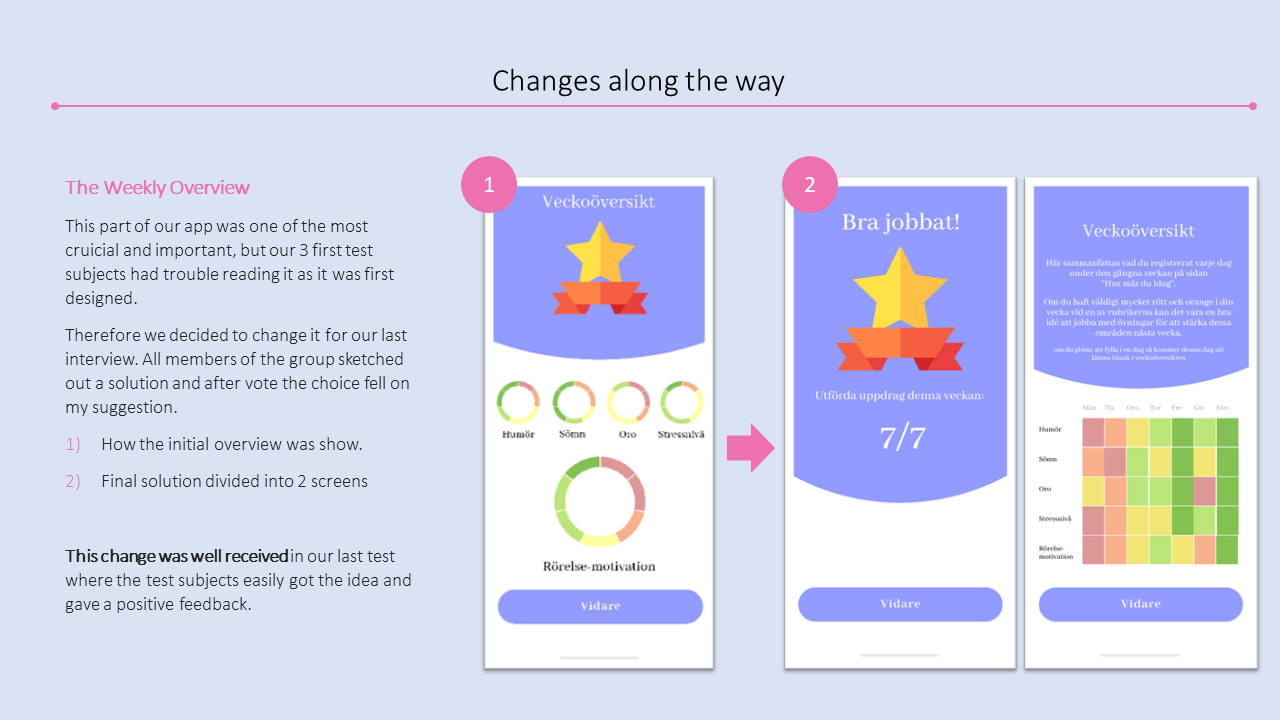 Changes along the way
The Weekly Overview
This part of our app was one of the most
cruicial and important, but our 3 first test
subjects had trouble reading it as it was first
designed.
Therefore we decided to change it for our last
interview. All members of the group sketched
out a solution and after vote the choice fell on
my suggestion.
1) How the initial overview was show.
2) Final solution divided into 2 screens
This change was well received in our last test
where the test subjects easily got the idea and
gave a positive feedback.
1
Veckoöversikt
Humör Sömn Oro Stressnivå
Rörelse-motivation
Vidare
2
Bra jobbat!
Utförda uppdrag denna veckan:
7/7
Vidare
Veckoöversikt
Här sammanfattas vad du registrerat varje dag
under den gångna veckan på sidan
"Hur mår du idag".
Om du haft väldigt mycket rött och orange i din
vecka vid en av rubrikerna kan det vara en bra
idé att jobba med övningar för att stärka dessa
områden nästa vecka.
om du glömt att fylla i en dag så kommer denna dag att
lämns blank i veckoöversikten
Mån Tis Ons Tor Fre Lör Sön
Humör
Sömn
Oro
Stressnivå
Rörelse-
motivation
Vidare